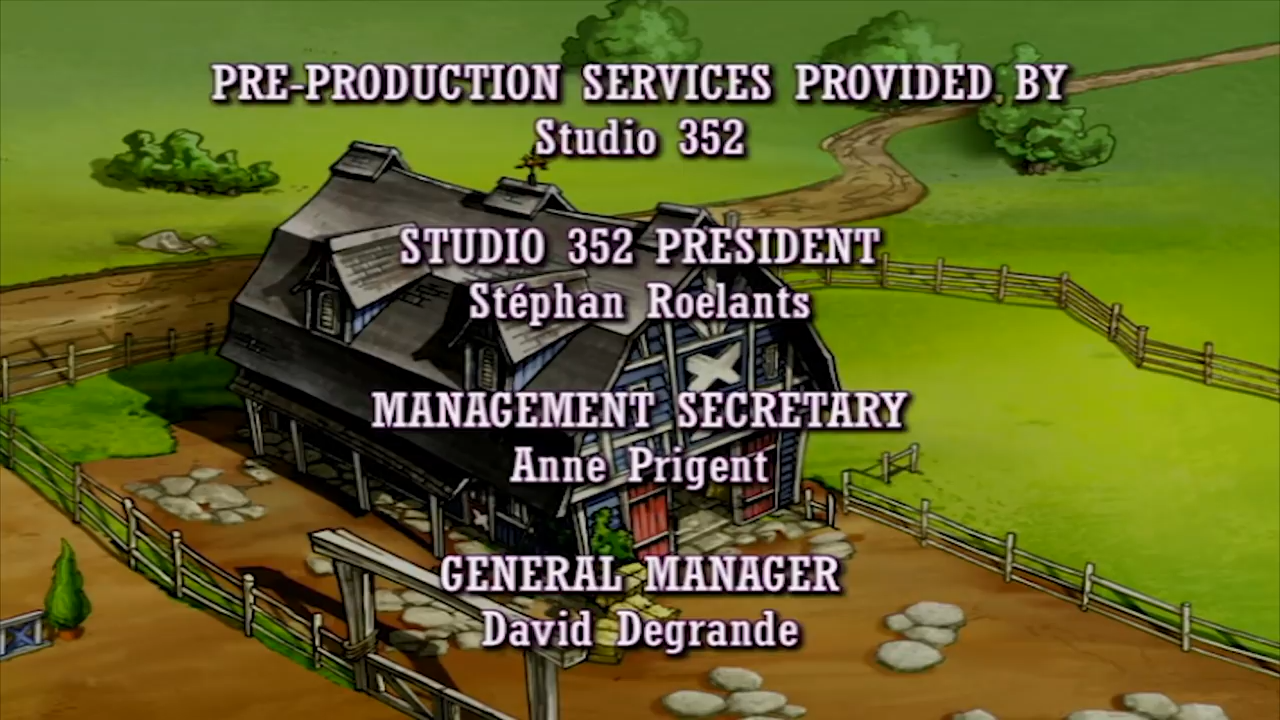 PRE-PRODUCTION SERVICES PROVIDED BY
Studio 352
STUDIO 352 PRESIDENT
Stéphan Roelants
MANAGEMENT SECRETARY
Anne Prigent
GENERAL MANAGER
David Degrande